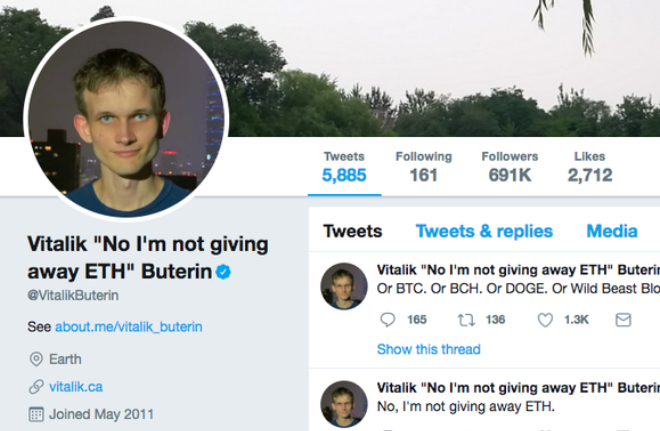 Tweets Following Followers Likes
5,885 161 691K 2,712
Vitalik "No I'm not giving
away ETH" Buterin
@VitalikButerin
See about.me/vitalik_buterin
Earth
vitalik.ca
Joined May 2011
Tweets Tweets & replies Media
Vitalik "No I'm not giving away ETH"
Or BTC. Or BCH. Or DOGE. Or Wild Beast
165 136 1.3K
Show this thread
Vitalik "No I'm not giving away ETH"
No, I'm not giving away ETH.